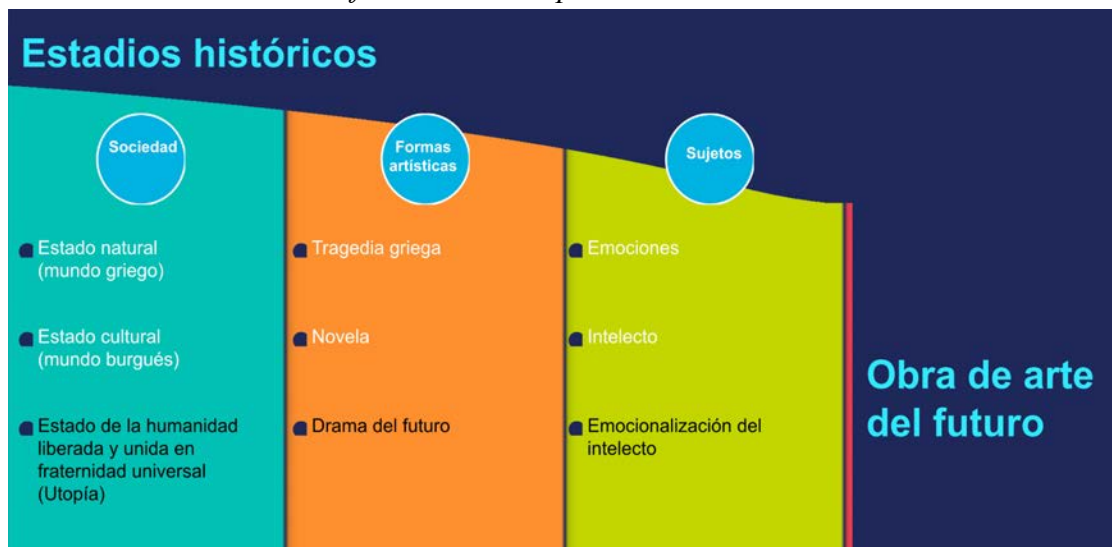 Estadios históricos
Sociedad
Formas
artísticas
Sujetos
Estado natural
(mundo griego)
Tragedia griega
Emociones
Estado cultural
(mundo burgués)
Novela
Intelecto
Estado de la humanidad
liberada y unida en
fraternidad universal
(Utopía)
Drama del futuro
Emocionalización del
intelecto
Obra de arte
del futuro